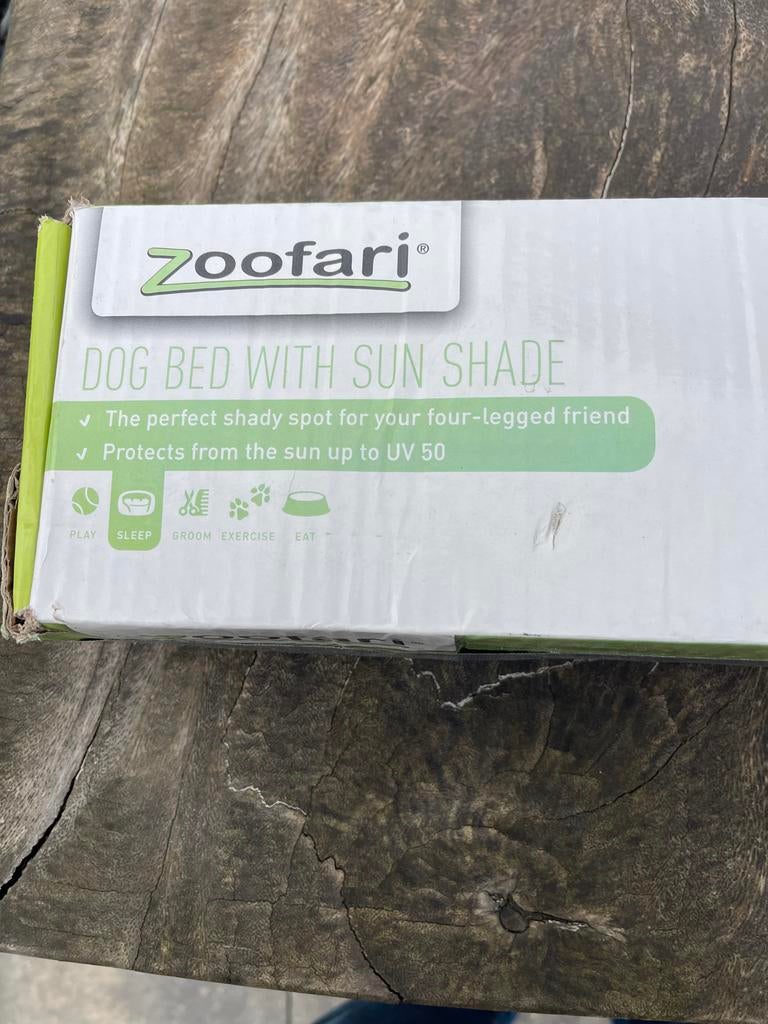 zoofari®
DOG BED WITH SUN SHADE
✓ The perfect shady spot for your four-legged friend
✓ Protects from the sun up to UV 50
PLAY SLEEP GROOM EXERCISE EAT
zoofari